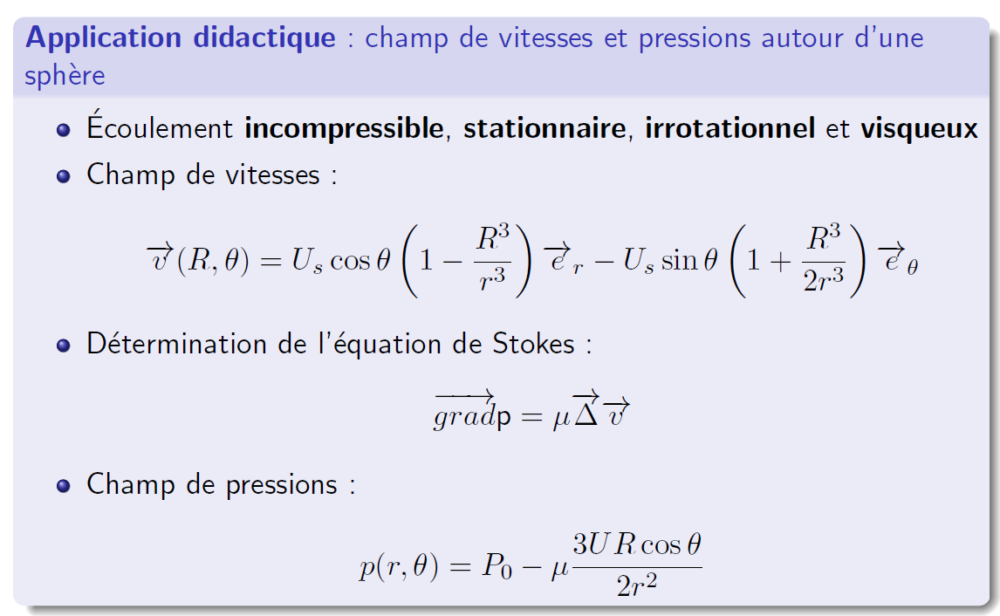 Application didactique : champ de vitesses et pressions autour d'une
sphère
Écoulement incompressible, stationnaire, irrotationnel et visqueux
Champ de vitesses :
$\overrightarrow{v}(R, \theta) = U_s \cos\theta \left(1 - \frac{R^3}{r^3}\right) \overrightarrow{e}_r - U_s \sin\theta \left(1 + \frac{R^3}{2r^3}\right) \overrightarrow{e}_\theta$
Détermination de l'équation de Stokes :
$\overrightarrow{grad}\mathsf{p} = \mu \overrightarrow{\Delta} \overrightarrow{v}$
Champ de pressions :
$p(r, \theta) = P_0 - \mu \frac{3UR\cos\theta}{2r^2}$